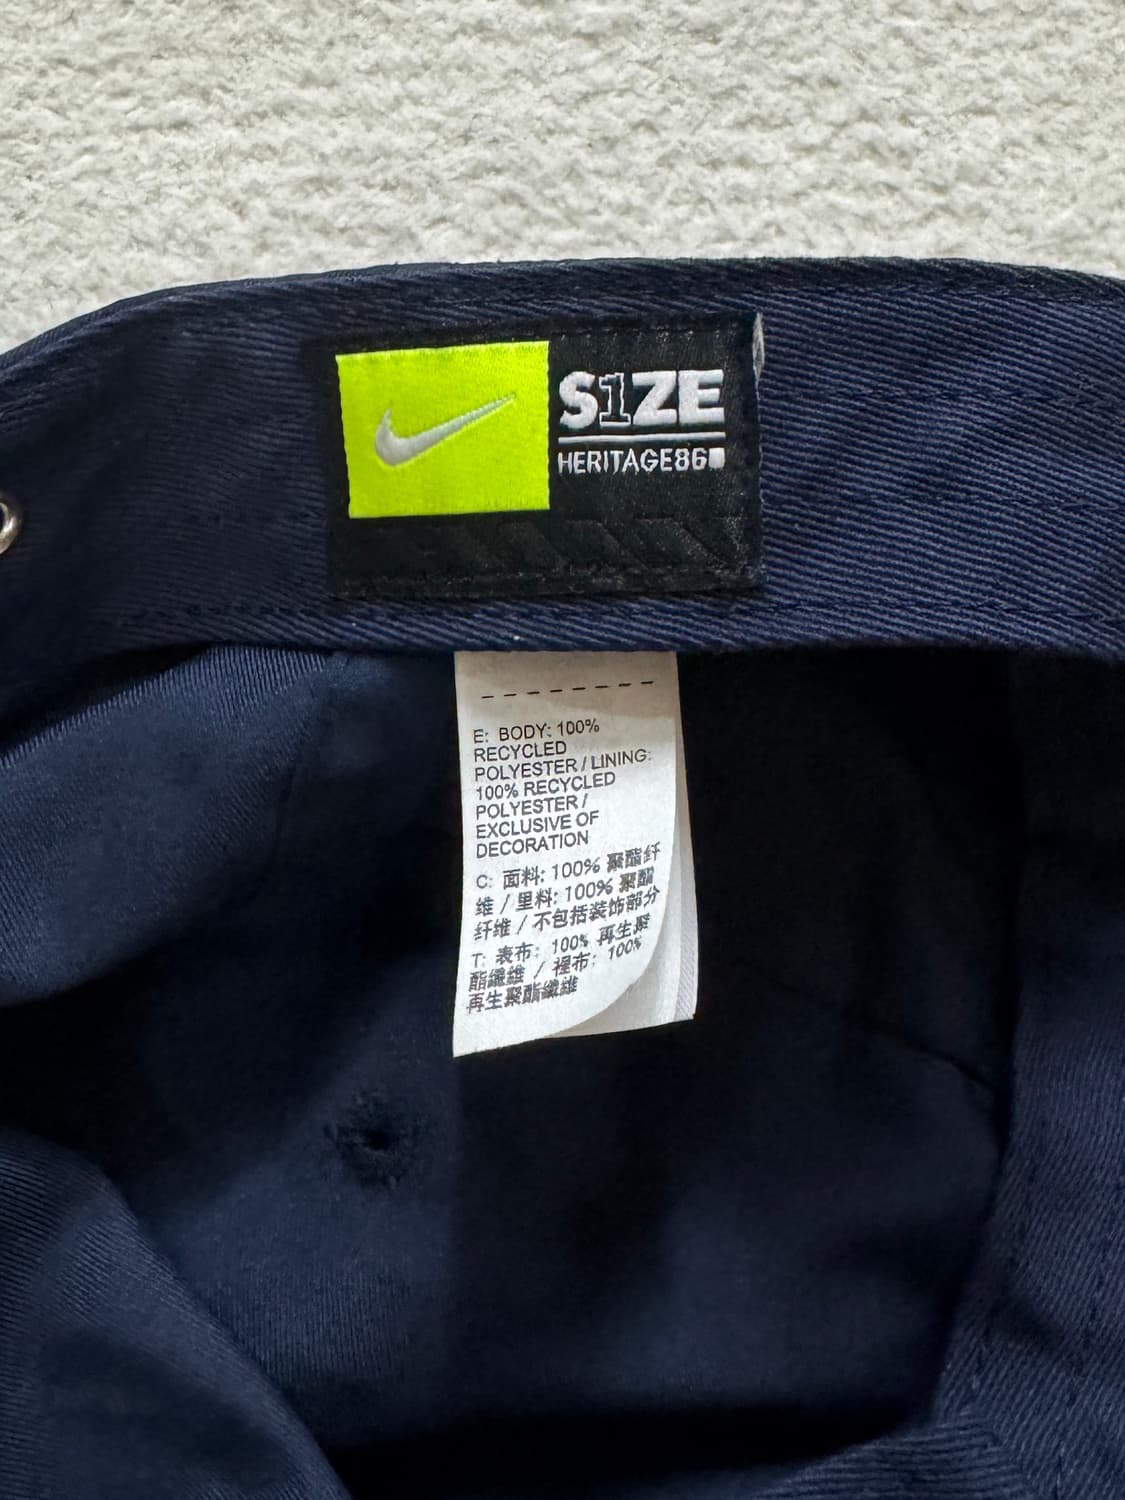 S1ZE
HERITAGE86
E: BODY: 100%
RECYCLED
POLYESTER / LINING:
100% RECYCLED
POLYESTER /
EXCLUSIVE OF
DECORATION
C: 面料: 100% 聚酯纤
维 / 里料: 100% 聚酯
纤维 / 不包括装饰部分
T: 表布: 100% 再生聚
酯纖維 / 裡布: 100%
再生聚酯纖維